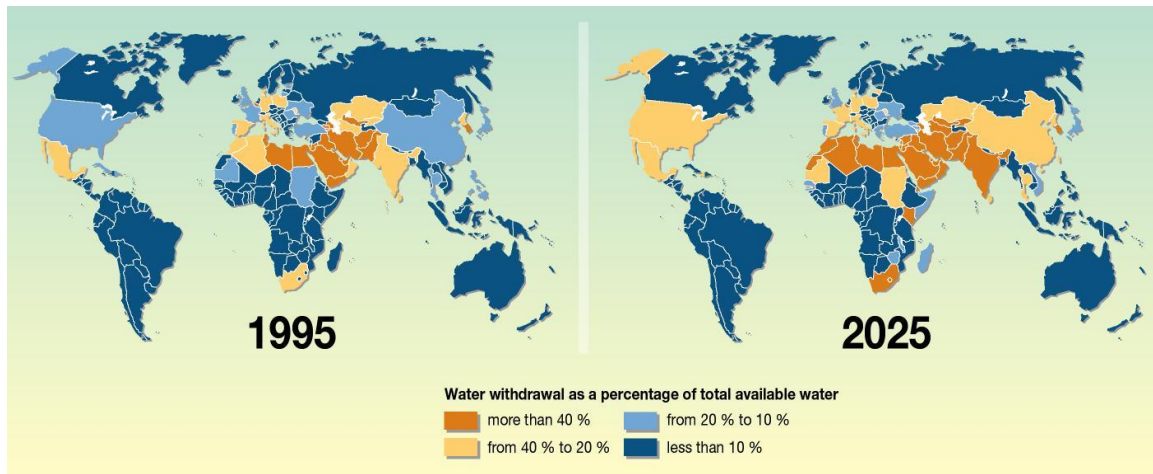 1995
2025
Water withdrawal as a percentage of total available water
more than 40 %
from 20 % to 10 %
from 40 % to 20 %
less than 10 %